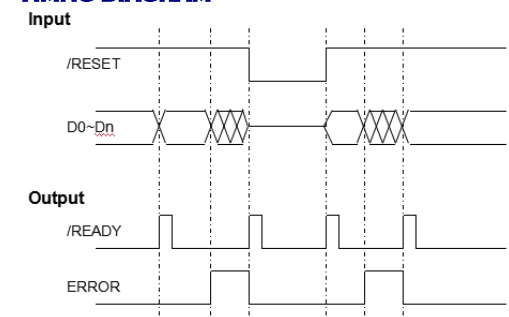 Input
/RESET
D0~Dn
Output
/READY
ERROR